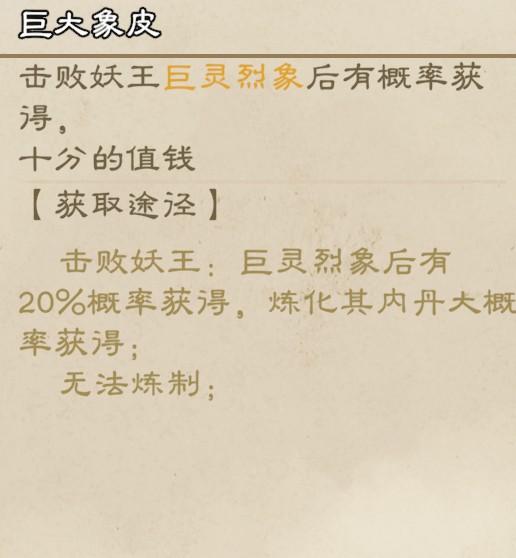 巨大象皮
击败妖王巨灵烈象后有概率获
得，
十分的值钱
【获取途径】
击败妖王：巨灵烈象后有
20%概率获得，炼化其内丹大概
率获得；
无法炼制；